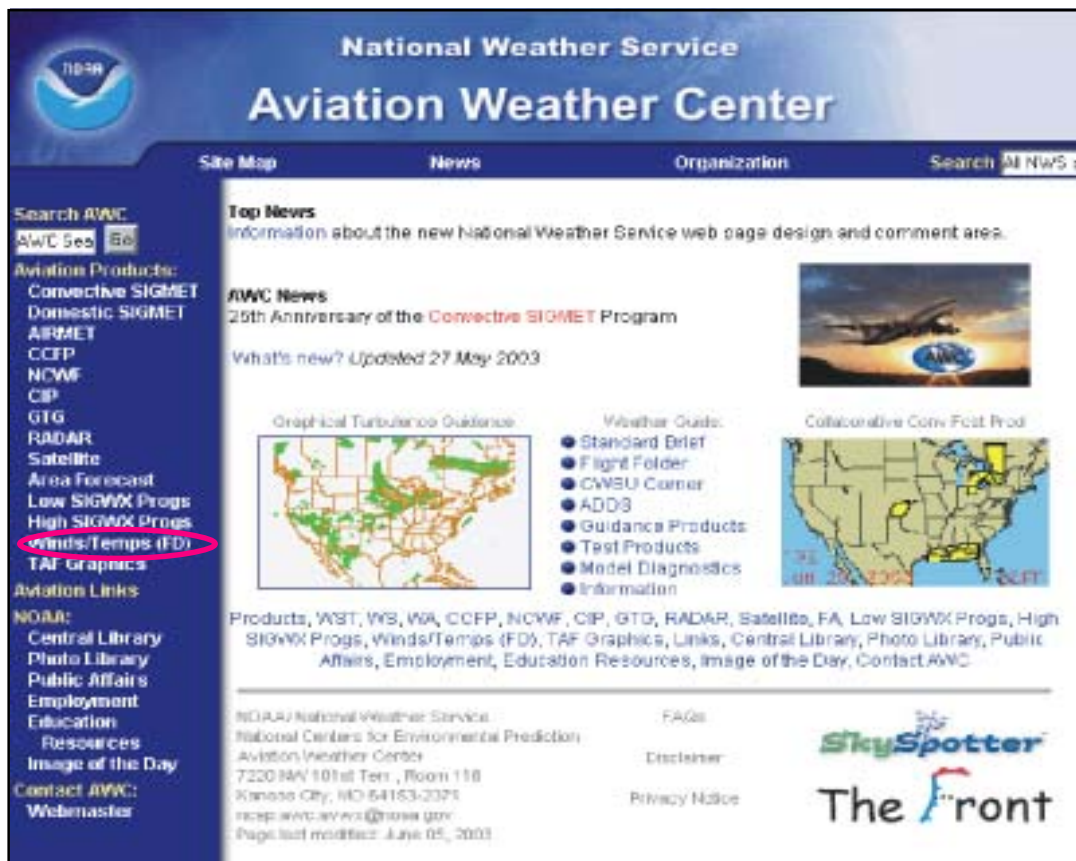 NOAA
National Weather Service
Aviation Weather Center
Site Map
News
Organization
Search
All NWS
Search AWC
AWC Sea
Go
Aviation Products:
Convective SIGMET
Domestic SIGMET
AIRMET
CCFP
NCWF
CIP
GTG
RADAR
Satellite
Area Forecast
Low SIGWX Progs
High SIGWX Progs
Winds/Temps (FD)
TAF Graphics
Aviation Links
NOAA:
Central Library
Photo Library
Public Affairs
Employment
Education
Resources
Image of the Day
Contact AWC:
Webmaster
Top News
Information about the new National Weather Service web page design and comment area.
AWC News
25th Anniversary of the Convective SIGMET Program
What's new? Updated 27 May 2003
AWC
Graphical Turbulence Guidance
Weather Guide:
Standard Brief
Flight Folder
CWSU Corner
ADDS
Guidance Products
Test Products
Model Diagnostics
Information
Collaborative Conv Fcst Prod
Products, WST, WS, WA, CCFP, NCWF, CIP, GTG, RADAR, Satellite, FA, Low SIGWX Progs, High
SIGWX Progs, Winds/Temps (FD), TAF Graphics, Links, Central Library, Photo Library, Public
Affairs, Employment, Education Resources, Image of the Day, Contact AWC
NOAA/ National Weather Service
National Centers for Environmental Prediction
Aviation Weather Center
7220 NW 101st Terr., Room 118
Kansas City, MO 64153-2371
Page last modified: June 05, 2003
FAQs
Disclaimer
Privacy Notice
SkySpotter
The Front